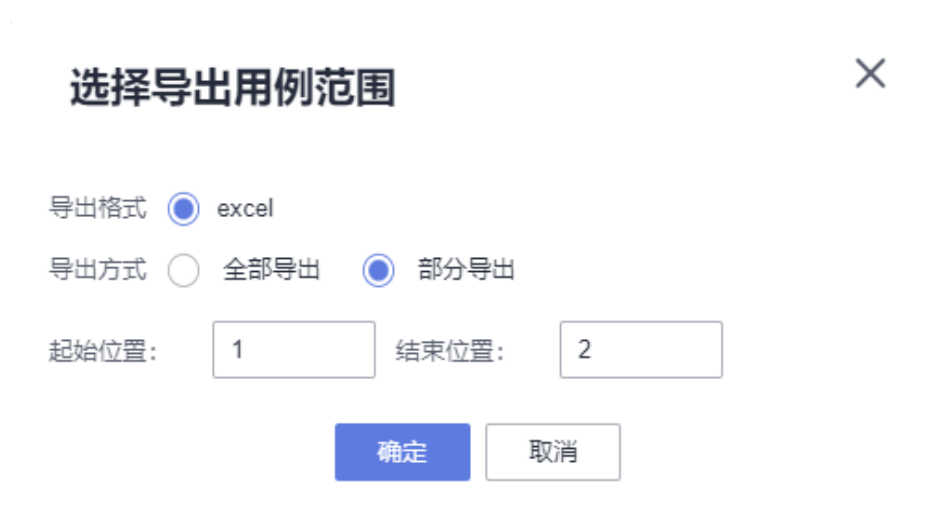 选择导出用例范围
导出格式 excel
导出方式 全部导出 部分导出
起始位置: 1 结束位置: 2
确定 取消